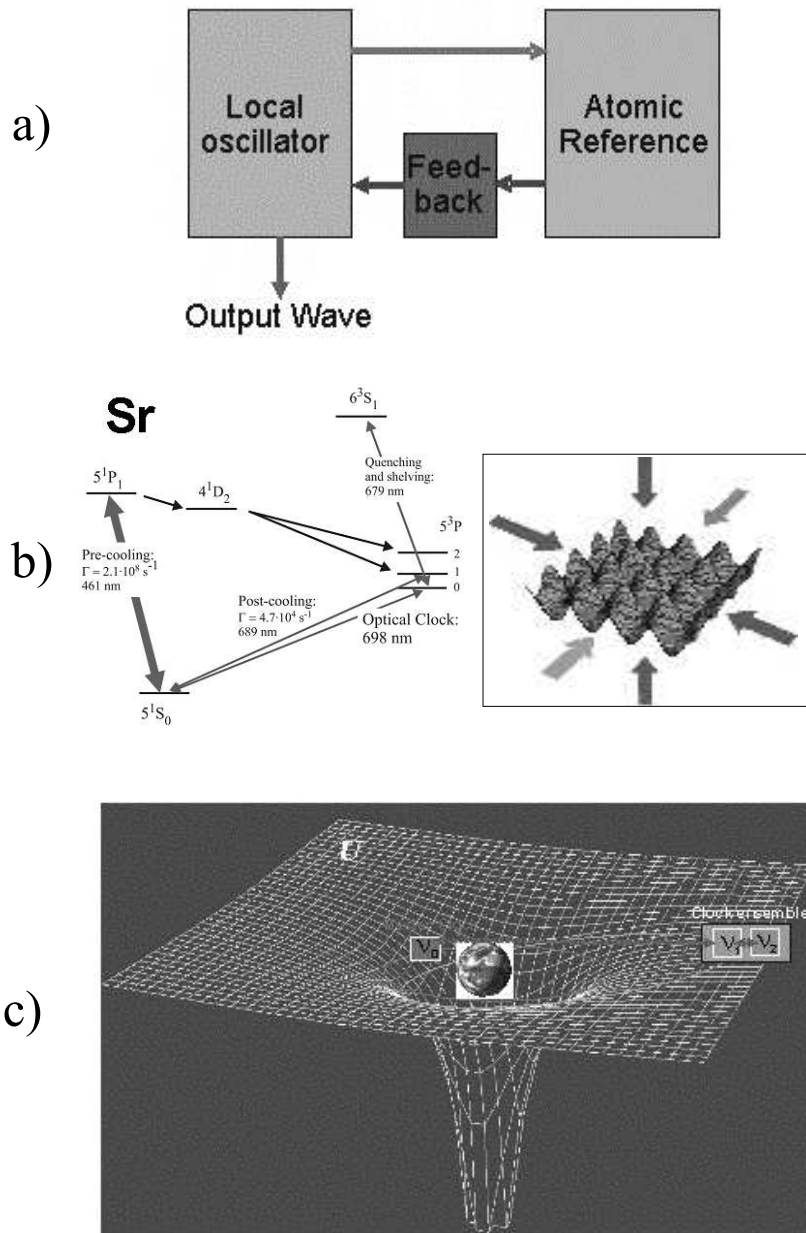 a)
Local
oscillator
Atomic
Reference
Feed-
back
Output Wave
b)
Sr
6³S₁
5¹P₁
4¹D₂
Quenching
and shelving:
679 nm
5³P
2
1
0
Pre-cooling:
Γ = 2.1·10⁸ s⁻¹
461 nm
Post-cooling:
Γ = 4.7·10⁴ s⁻¹
689 nm
Optical Clock:
698 nm
5¹S₀
c)
U
Clock ensemble
ν₀
ν₁
ν₂